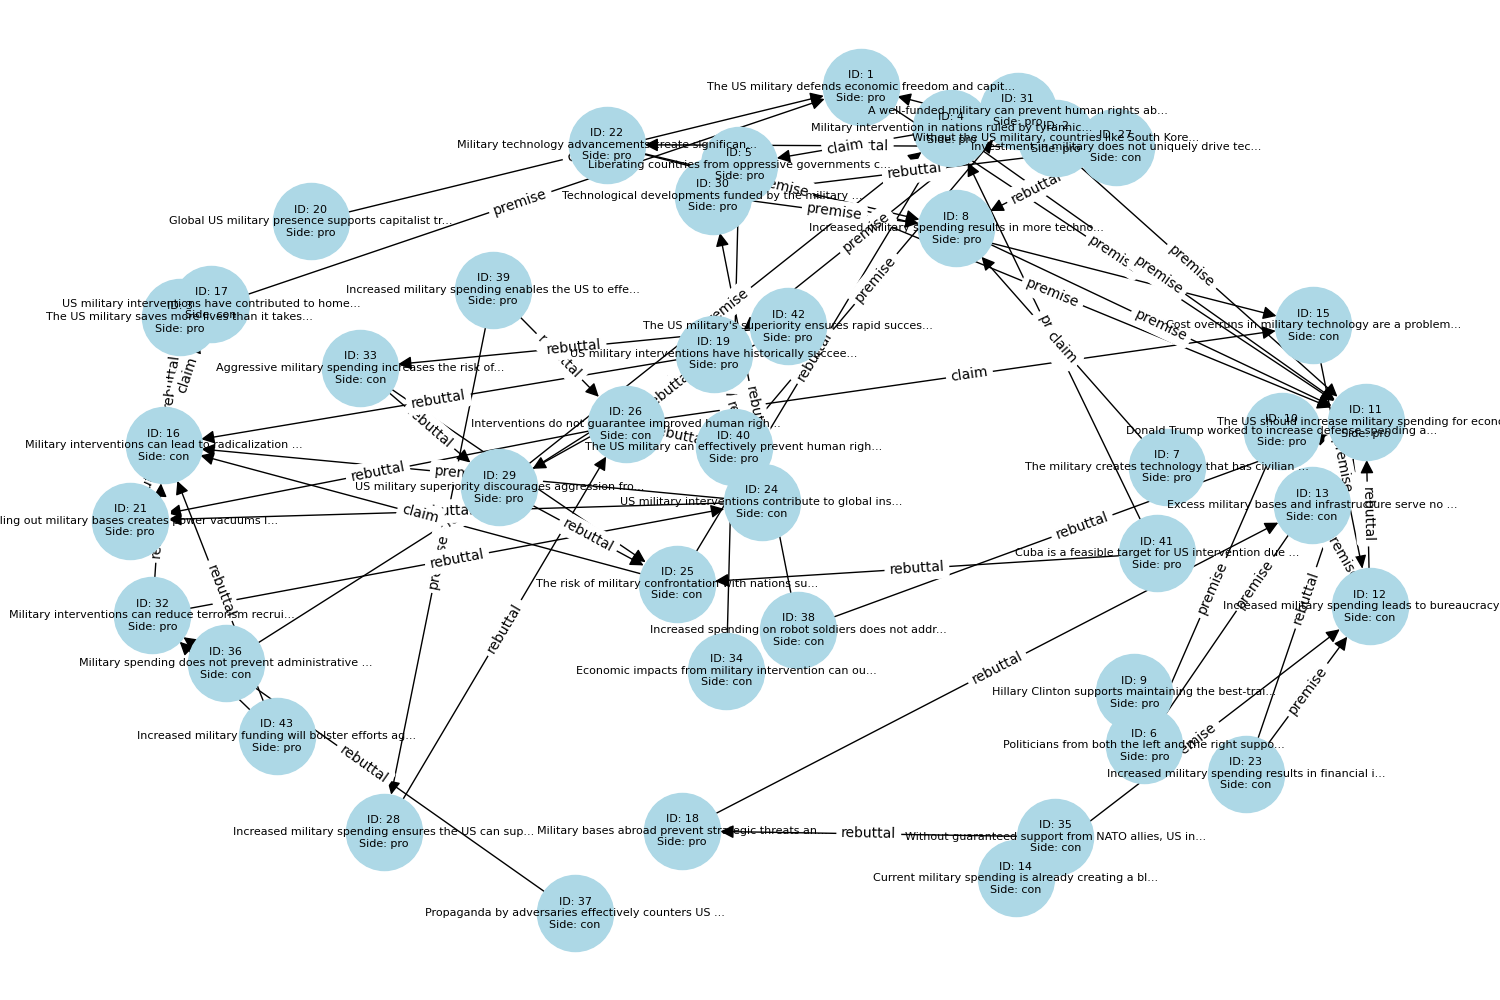 ID: 1
The US military defends economic freedom and capit...
Side: pro
ID: 31
A well-funded military can prevent human rights ab...
Side: pro
ID: 4
Military intervention in nations ruled by tyrannic...
ID: 2
Without the US military, countries like South Kore...
ID: 27
Investment in military does not uniquely drive tec...
Side: con
ID: 22
Military technology advancements create significan...
Side: pro
ID: 5
Liberating countries from oppressive governments c...
Side: pro
ID: 30
Technological developments funded by the military ...
Side: pro
ID: 20
Global US military presence supports capitalist tr...
Side: pro
ID: 8
Increased military spending results in more techno...
Side: pro
ID: 39
Increased military spending enables the US to effe...
Side: pro
ID: 17
US military interventions have contributed to home...
Side: con
ID: 3
The US military saves more lives than it takes...
Side: pro
ID: 42
The US military's superiority ensures rapid succes...
Side: pro
ID: 15
Cost overruns in military technology are a problem...
Side: con
ID: 19
US military interventions have historically succee...
Side: pro
ID: 33
Aggressive military spending increases the risk of...
Side: con
ID: 26
Interventions do not guarantee improved human righ...
Side: con
ID: 11
The US should increase military spending for econo
Side: pro
ID: 10
Donald Trump worked to increase defense spending a...
Side: pro
ID: 16
Military interventions can lead to radicalization ...
Side: con
ID: 40
The US military can effectively prevent human righ...
Side: pro
ID: 7
The military creates technology that has civilian ...
Side: pro
ID: 29
US military superiority discourages aggression fro...
Side: pro
ID: 24
US military interventions contribute to global ins...
Side: con
ID: 13
Excess military bases and infrastructure serve no ...
Side: con
ID: 21
ling out military bases creates power vacuums i...
Side: pro
ID: 41
Cuba is a feasible target for US intervention due ...
Side: con
ID: 25
The risk of military confrontation with nations su...
Side: con
ID: 12
Increased military spending leads to bureaucracy
Side: con
ID: 32
Military interventions can reduce terrorism recrui...
Side: pro
ID: 38
Increased spending on robot soldiers does not addr...
Side: con
ID: 36
Military spending does not prevent administrative ...
Side: con
ID: 34
Economic impacts from military intervention can ou...
Side: con
ID: 9
Hillary Clinton supports maintaining the best-trai...
Side: pro
ID: 43
Increased military funding will bolster efforts ag...
Side: pro
ID: 6
Politicians from both the left and the right suppo...
Side: pro
ID: 23
Increased military spending results in financial i...
Side: con
ID: 28
Increased military spending ensures the US can sup...
Side: pro
ID: 18
Military bases abroad prevent strategic threats an
Side: pro
ID: 35
Without guaranteed support from NATO allies, US in...
Side: con
ID: 14
Current military spending is already creating a bl...
Side: con
ID: 37
Propaganda by adversaries effectively counters US ...
Side: con
claim
rebuttal
rebuttal
premise
premise
premise
premise
premise
premise
premise
premise
premise
rebuttal
claim
claim
claim
rebuttal
rebuttal
rebuttal
claim
rebuttal
rebuttal
rebuttal
rebuttal
rebuttal
rebuttal
rebuttal
premise
premise
rebuttal
premise
rebuttal
rebuttal
rebuttal
rebuttal